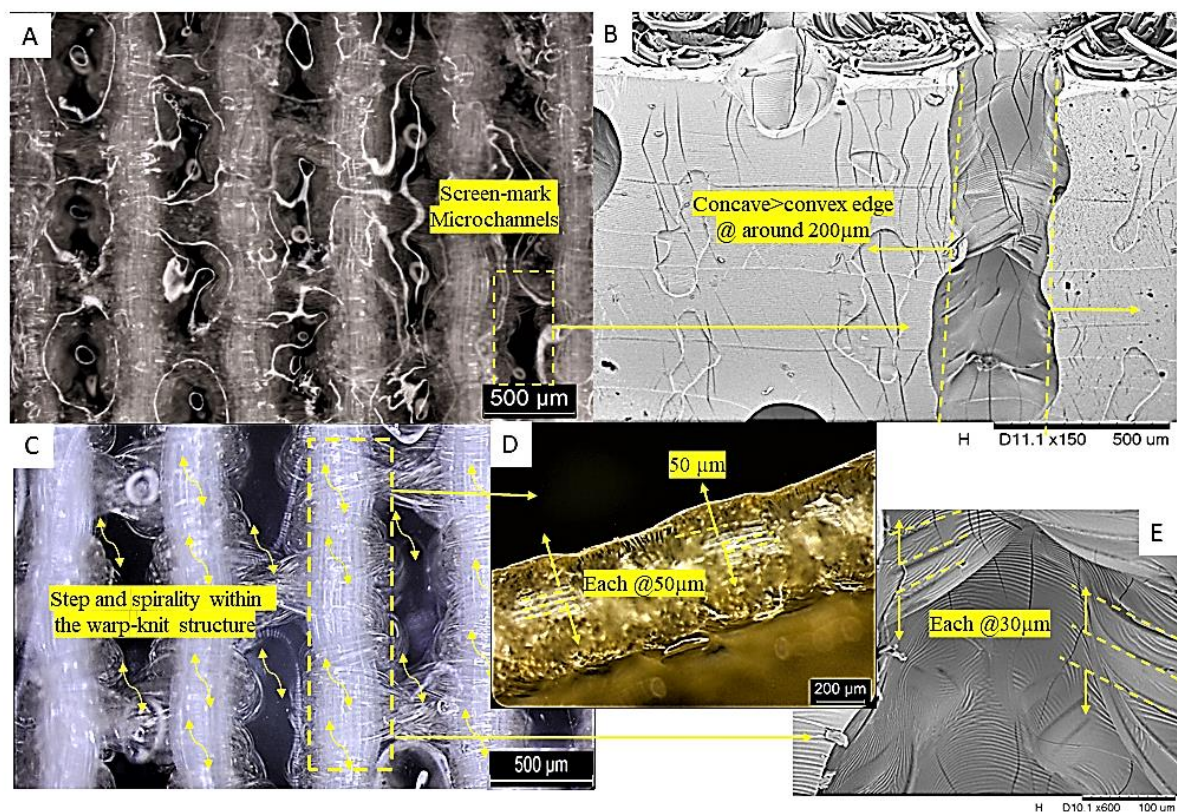 A
Screen-mark
Microchannels
500 µm
B
Concave>convex edge
@ around 200µm
H D11.1 x150 500 um
C
Step and spirality within
the warp-knit structure
500 µm
D
50 µm
Each @50µm
200 µm
E
Each @30µm
H D10.1 x600 100 um